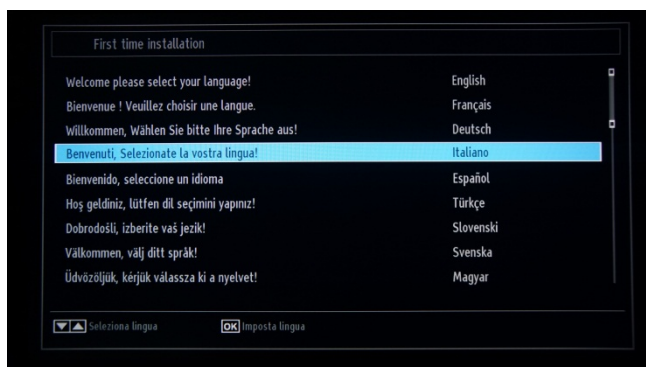 First time installation
Welcome please select your language! English
Bienvenue ! Veuillez choisir une langue. Français
Willkommen, Wählen Sie bitte Ihre Sprache aus! Deutsch
Benvenuti, Selezionate la vostra lingua! Italiano
Bienvenido, seleccione un idioma Español
Hoş geldiniz, lütfen dil seçimini yapınız! Türkçe
Dobrodošli, izberite vaš jezik! Slovenski
Välkommen, välj ditt språk! Svenska
Üdvözöljük, kérjük válassza ki a nyelvet! Magyar
Seleziona lingua OK Imposta lingua